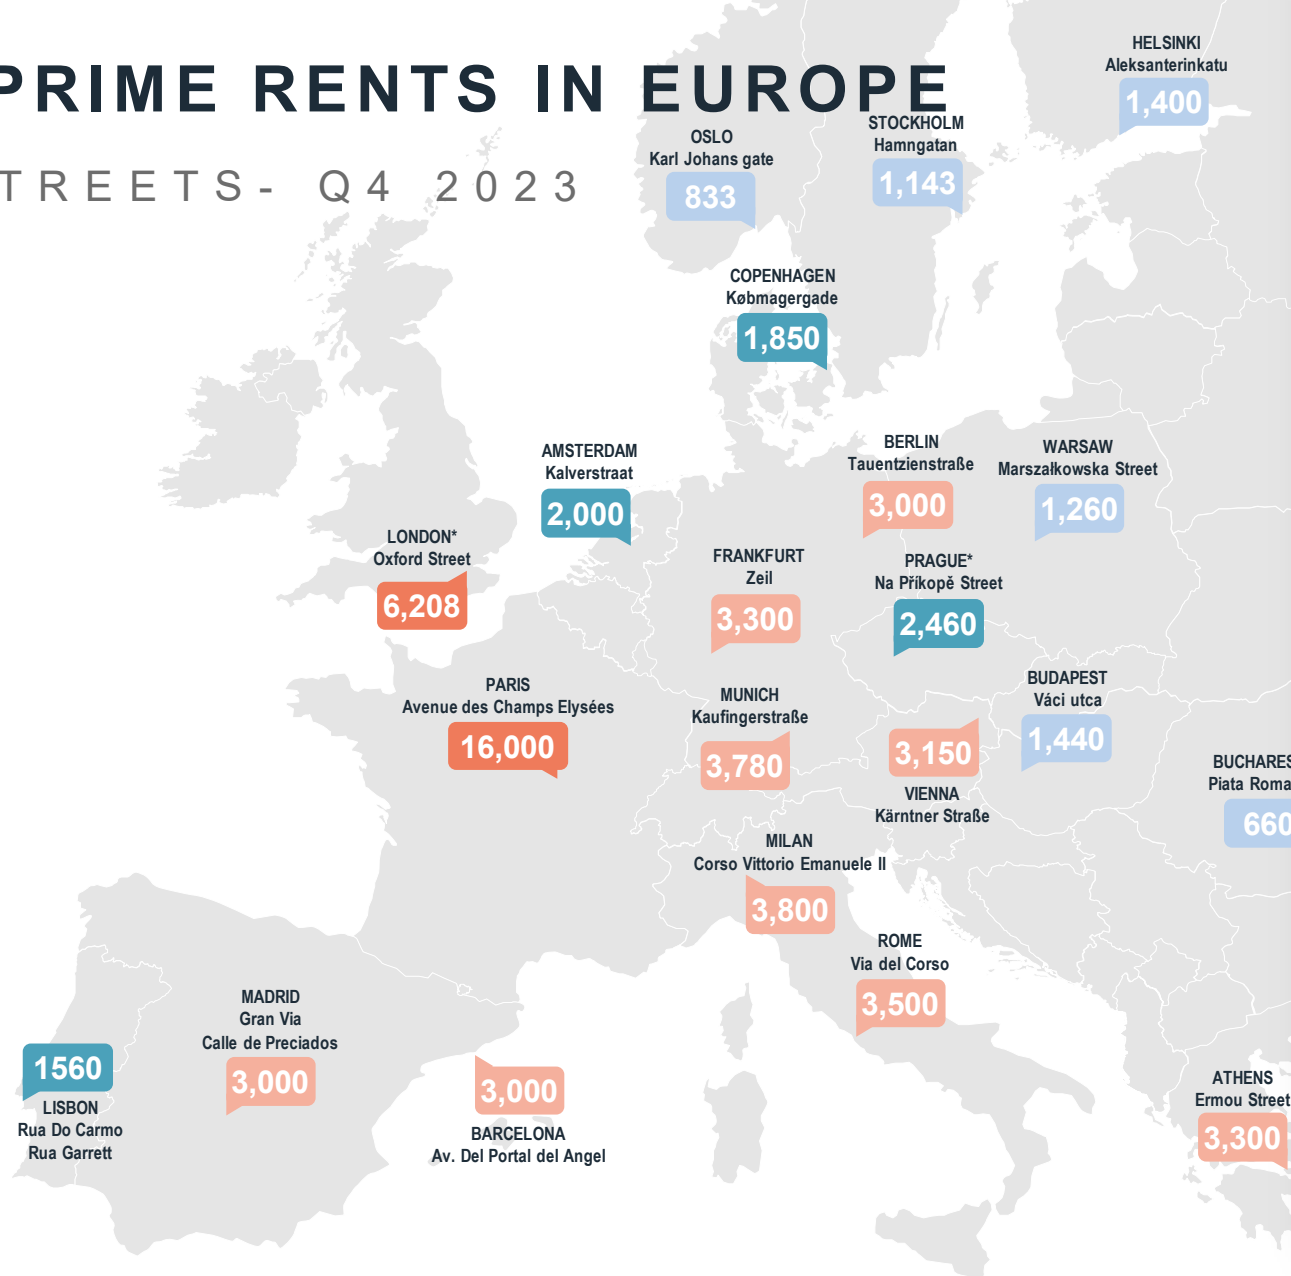 PRIME RENTS IN EUROPE
TREETS- Q4 2023
HELSINKI
Aleksanterinkatu
1,400
OSLO
Karl Johans gate
833
STOCKHOLM
Hamngatan
1,143
COPENHAGEN
Købmagergade
1,850
AMSTERDAM
Kalverstraat
2,000
BERLIN
Tauentzienstraße
3,000
WARSAW
Marszałkowska Street
1,260
LONDON*
Oxford Street
6,208
FRANKFURT
Zeil
3,300
PRAGUE*
Na Příkopě Street
2,460
PARIS
Avenue des Champs Elysées
16,000
MUNICH
Kaufingerstraße
3,780
3,150
VIENNA
Kärntner Straße
BUDAPEST
Váci utca
1,440
BUCHARES
Piata Roma
660
MILAN
Corso Vittorio Emanuele II
3,800
ROME
Via del Corso
3,500
MADRID
Gran Via
Calle de Preciados
3,000
1560
LISBON
Rua Do Carmo
Rua Garrett
3,000
BARCELONA
Av. Del Portal del Angel
ATHENS
Ermou Street
3,300